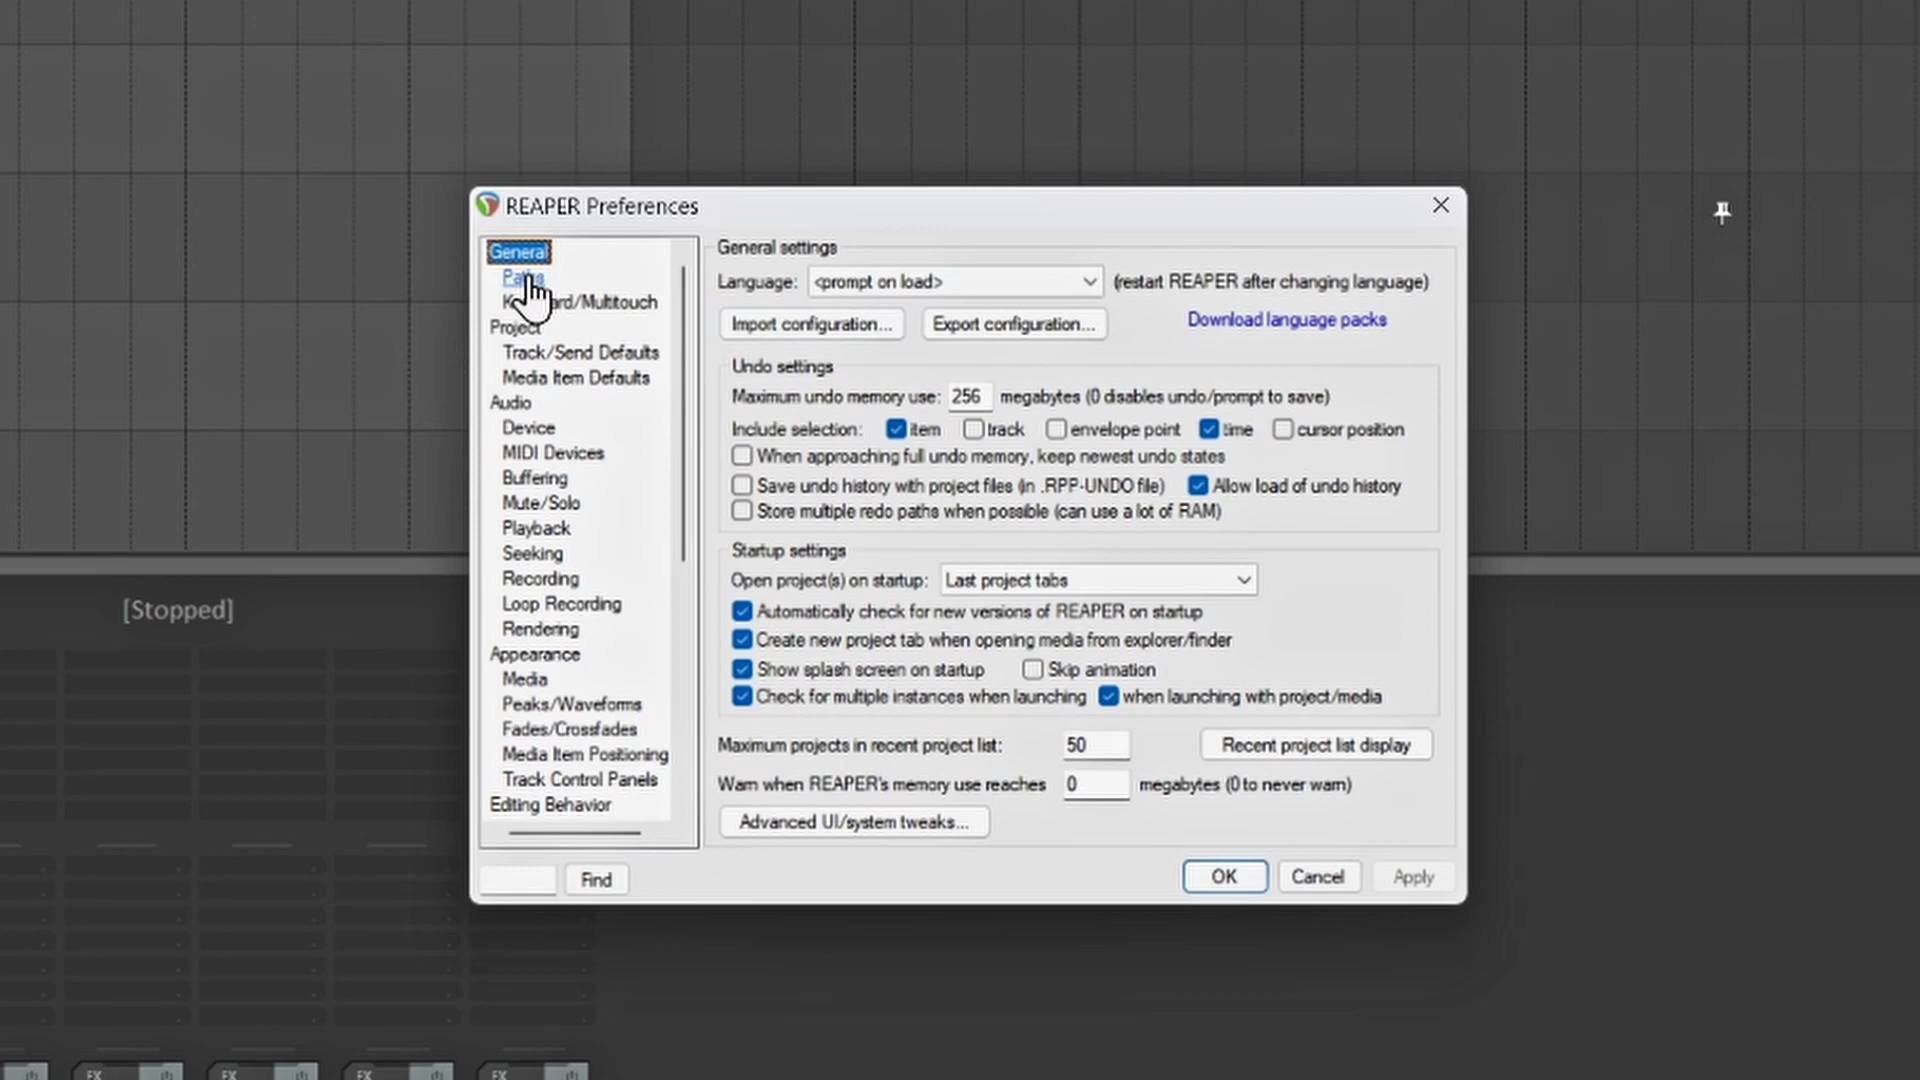 REAPER Preferences
General
Paths
Project
Track/Send Defaults
Media Item Defaults
Audio
Device
MIDI Devices
Buffering
Mute/Solo
Playback
Seeking
Recording
Loop Recording
Rendering
Appearance
Media
Peaks/Waveforms
Fades/Crossfades
Media Item Positioning
Track Control Panels
Editing Behavior
Find
General settings
Language: <prompt on load> (restart REAPER after changing language)
Import configuration... Export configuration... Download language packs
Undo settings
Maximum undo memory use: 256 megabytes (0 disables undo/prompt to save)
Include selection: item track envelope point time cursor position
When approaching full undo memory, keep newest undo states
Save undo history with project files (in .RPP-UNDO file) Allow load of undo history
Store multiple redo paths when possible (can use a lot of RAM)
Startup settings
Open project(s) on startup: Last project tabs
Automatically check for new versions of REAPER on startup
Create new project tab when opening media from explorer/finder
Show splash screen on startup Skip animation
Check for multiple instances when launching when launching with project/media
Maximum projects in recent project list: 50 Recent project list display
Warn when REAPER's memory use reaches 0 megabytes (0 to never warn)
Advanced UI/system tweaks...
OK Cancel Apply
[Stopped]
FX FX FX FX